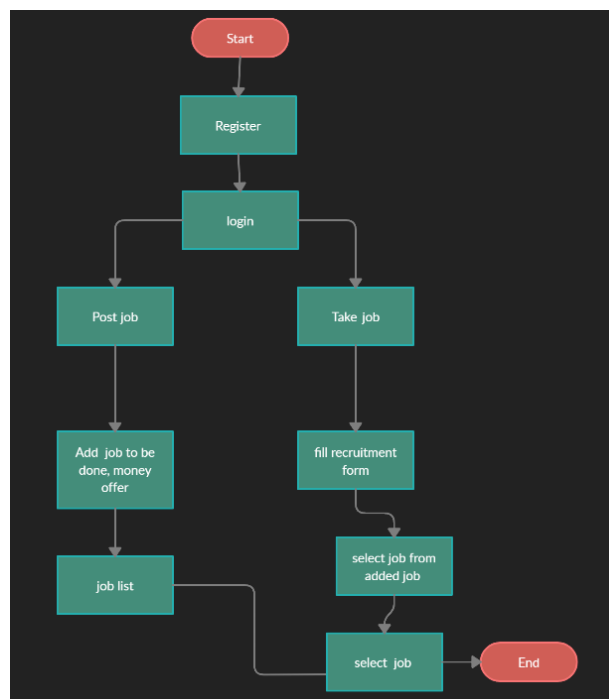 Start
Register
login
Post job
Take job
Add job to be
done, money
offer
fill recruitment
form
select job from
added job
job list
select job
End